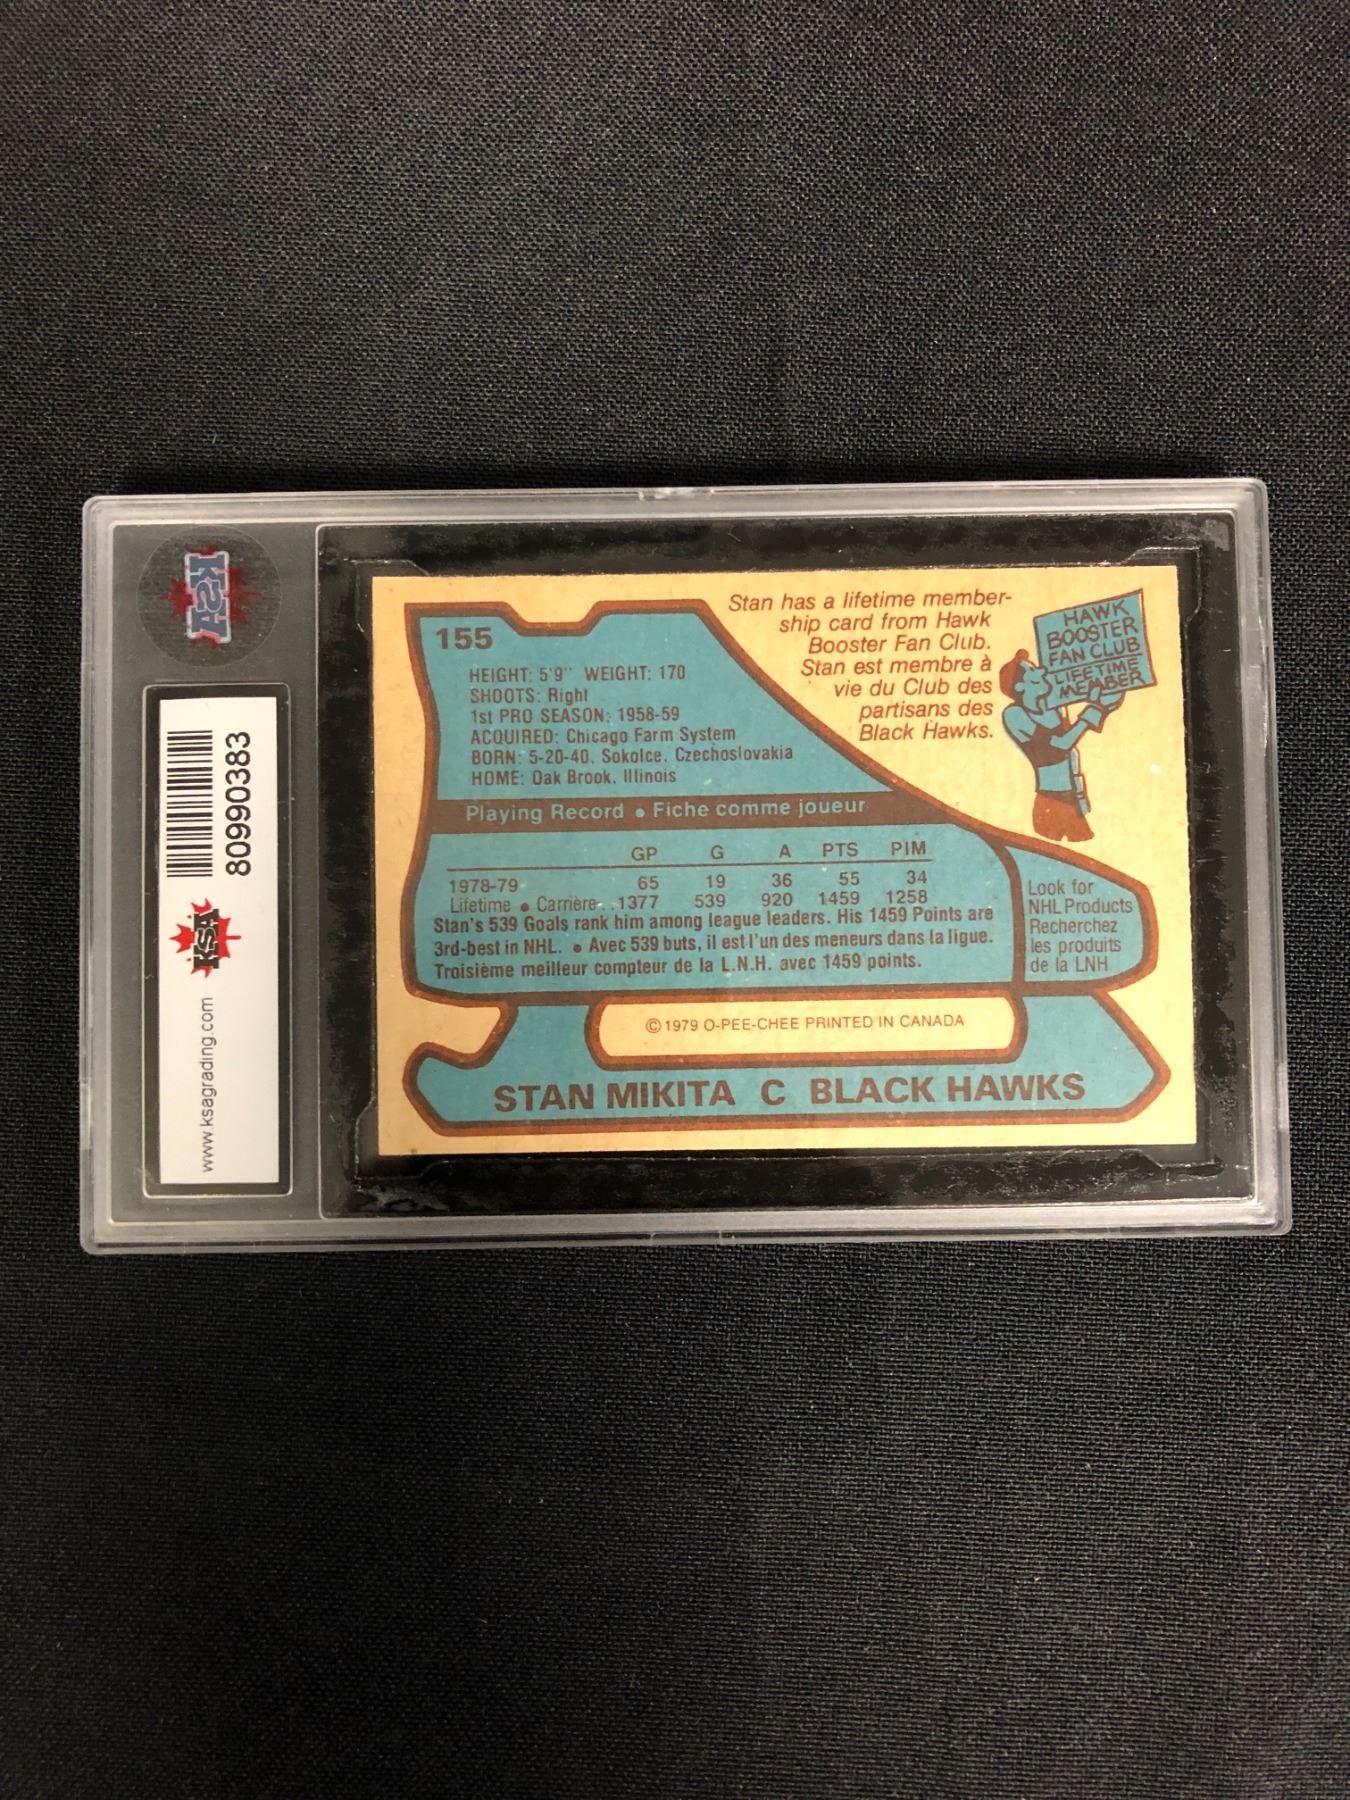 KSA
80990383
KSA
www.ksagrading.com
155
HEIGHT: 5'9" WEIGHT: 170
SHOOTS: Right
1st PRO SEASON: 1958-59
ACQUIRED: Chicago Farm System
BORN: 5-20-40, Sokolce, Czechoslovakia
HOME: Oak Brook, Illinois
Stan has a lifetime member-
ship card from Hawk
Booster Fan Club.
Stan est membre à
vie du Club des
partisans des
Black Hawks.
HAWK
BOOSTER
FAN CLUB
LIFETIME
MEMBER
Playing Record • Fiche comme joueur
GP G A PTS PIM
1978-79 65 19 36 55 34
Lifetime • Carrière 1377 539 920 1459 1258
Stan's 539 Goals rank him among league leaders. His 1459 Points are
3rd-best in NHL. • Avec 539 buts, il est l'un des meneurs dans la ligue.
Troisième meilleur compteur de la L.N.H. avec 1459 points.
Look for
NHL Products
Recherchez
les produits
de la LNH
© 1979 O-PEE-CHEE PRINTED IN CANADA
STAN MIKITA C BLACK HAWKS